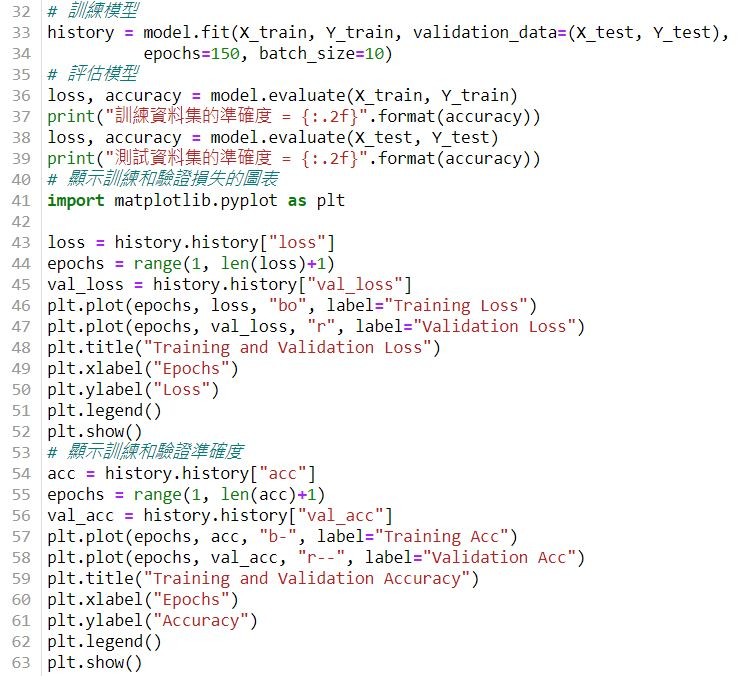 32 # 訓練模型
33 history = model.fit(X_train, Y_train, validation_data=(X_test, Y_test),
34           epochs=150, batch_size=10)
35 # 評估模型
36 loss, accuracy = model.evaluate(X_train, Y_train)
37 print("訓練資料集的準確度 = {:.2f}".format(accuracy))
38 loss, accuracy = model.evaluate(X_test, Y_test)
39 print("測試資料集的準確度 = {:.2f}".format(accuracy))
40 # 顯示訓練和驗證損失的圖表
41 import matplotlib.pyplot as plt
42
43 loss = history.history["loss"]
44 epochs = range(1, len(loss)+1)
45 val_loss = history.history["val_loss"]
46 plt.plot(epochs, loss, "bo", label="Training Loss")
47 plt.plot(epochs, val_loss, "r", label="Validation Loss")
48 plt.title("Training and Validation Loss")
49 plt.xlabel("Epochs")
50 plt.ylabel("Loss")
51 plt.legend()
52 plt.show()
53 # 顯示訓練和驗證準確度
54 acc = history.history["acc"]
55 epochs = range(1, len(acc)+1)
56 val_acc = history.history["val_acc"]
57 plt.plot(epochs, acc, "b-", label="Training Acc")
58 plt.plot(epochs, val_acc, "r--", label="Validation Acc")
59 plt.title("Training and Validation Accuracy")
60 plt.xlabel("Epochs")
61 plt.ylabel("Accuracy")
62 plt.legend()
63 plt.show()